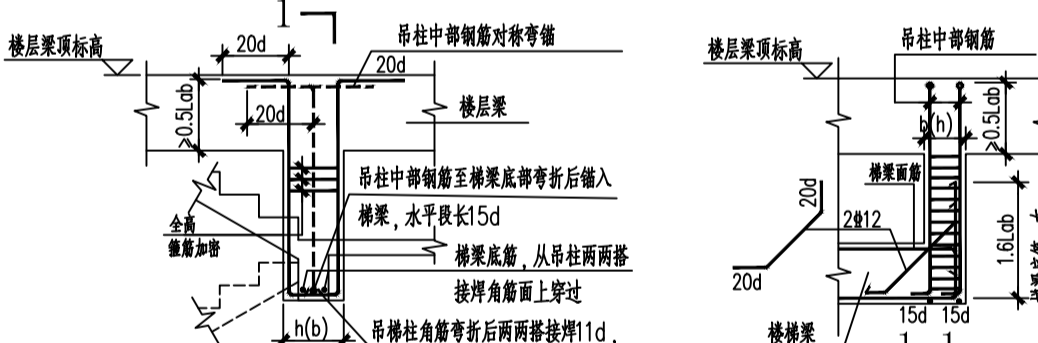 1
楼层梁顶标高
20d
吊柱中部钢筋对称弯锚
20d
≥0.5Lab
20d
楼层梁
吊柱中部钢筋至梯梁底部弯折后锚入
梯梁，水平段长15d
全高
箍筋加密
梯梁底筋，从吊柱两两搭
接焊角筋面上穿过
h(b)
吊梯柱角筋弯折后两两搭接焊11d，
楼层梁顶标高
吊柱中部钢筋
≥0.5Lab
b(h)
梯梁面筋
20d
2Φ12
1.6Lab
20d
15d 15d
楼梯梁
1 1